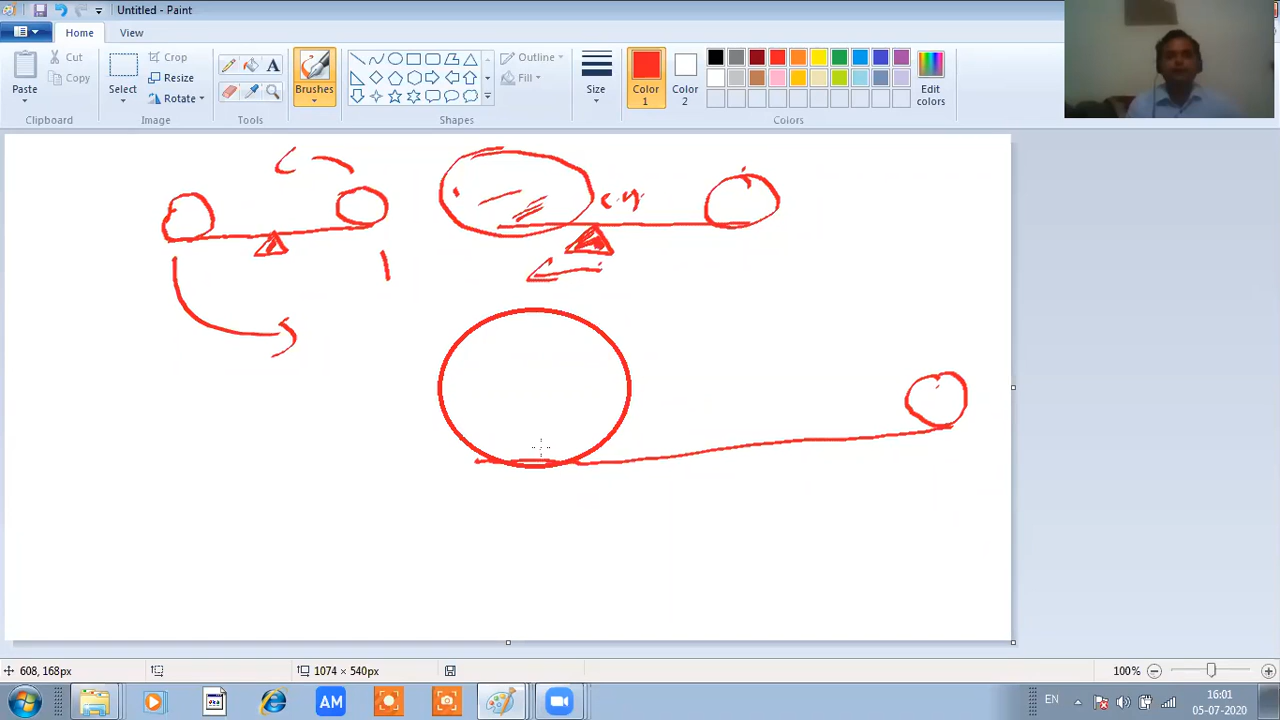 Untitled - Paint
Home View
Paste
Cut
Copy
Select
Crop
Resize
Rotate
A
Brushes
Outline
Fill
Size
Color 1
Color 2
Edit colors
Clipboard
Image
Tools
Shapes
Colors
608, 168px
1074 × 540px
100%
AM
EN
16:01
05-07-2020